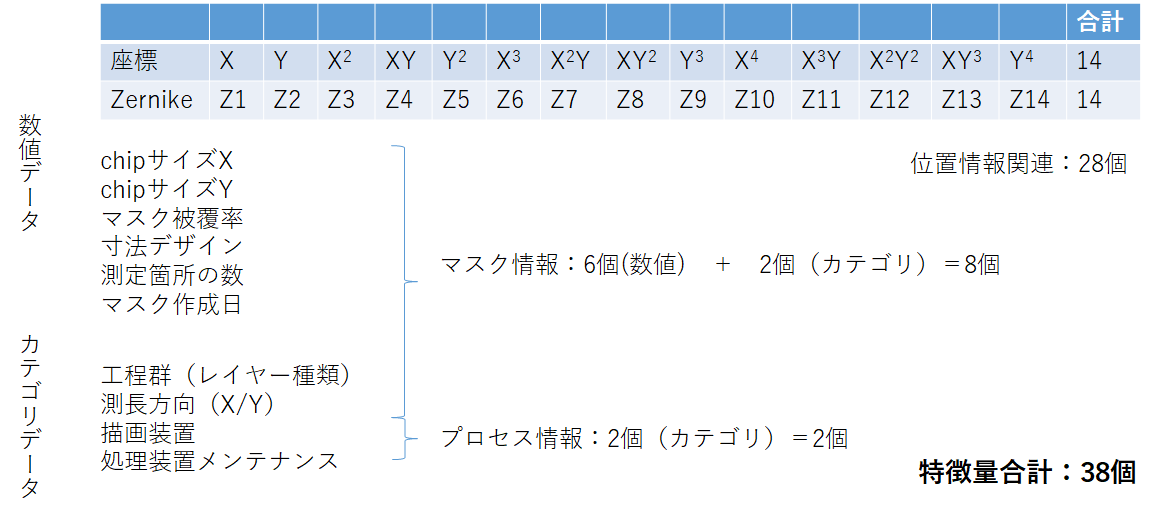 合計
座標 X Y X² XY Y² X³ X²Y XY² Y³ X⁴ X³Y X²Y² XY³ Y⁴ 14
Zernike Z1 Z2 Z3 Z4 Z5 Z6 Z7 Z8 Z9 Z10 Z11 Z12 Z13 Z14 14
数値データ
位置情報関連：28個
chipサイズX
chipサイズY
マスク被覆率
寸法デザイン
測定箇所の数
マスク作成日
マスク情報：6個(数値) + 2個（カテゴリ）＝8個
カテゴリデータ
工程群（レイヤー種類）
測長方向（X/Y）
描画装置
処理装置メンテナンス
プロセス情報：2個（カテゴリ）＝2個
特徴量合計：38個